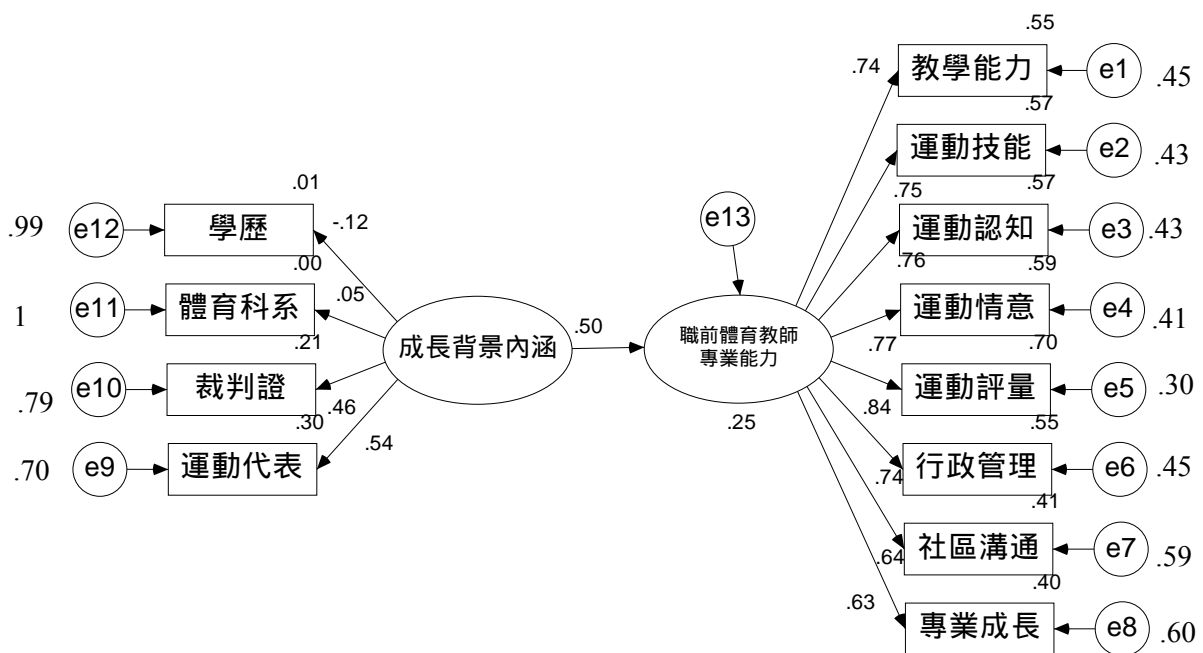 .55
.74
教學能力
e1
.45
.57
運動技能
e2
.43
.57
.75
運動認知
e3
.43
.76
.59
運動情意
e4
.41
.77
.70
運動評量
e5
.30
.84
.55
行政管理
e6
.45
.74
.41
社區溝通
e7
.59
.64
.40
.63
專業成長
e8
.60
e13
職前體育教師
專業能力
.25
.50
成長背景內涵
.01
.99
e12
學歷
-.12
.00
1
e11
體育科系
.05
.21
.79
e10
裁判證
.46
.30
.70
e9
運動代表
.54